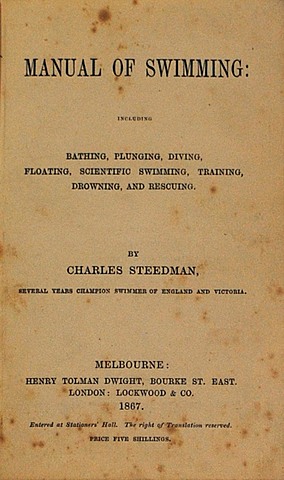 MANUAL OF SWIMMING:
INCLUDING
BATHING, PLUNGING, DIVING,
FLOATING, SCIENTIFIC SWIMMING, TRAINING,
DROWNING, AND RESCUING.
BY
CHARLES STEEDMAN,
SEVERAL YEARS CHAMPION SWIMMER OF ENGLAND AND VICTORIA.
MELBOURNE:
HENRY TOLMAN DWIGHT, BOURKE ST. EAST.
LONDON: LOCKWOOD & CO.
1867.
Entered at Stationers' Hall. The right of Translation reserved.
PRICE FIVE SHILLINGS.